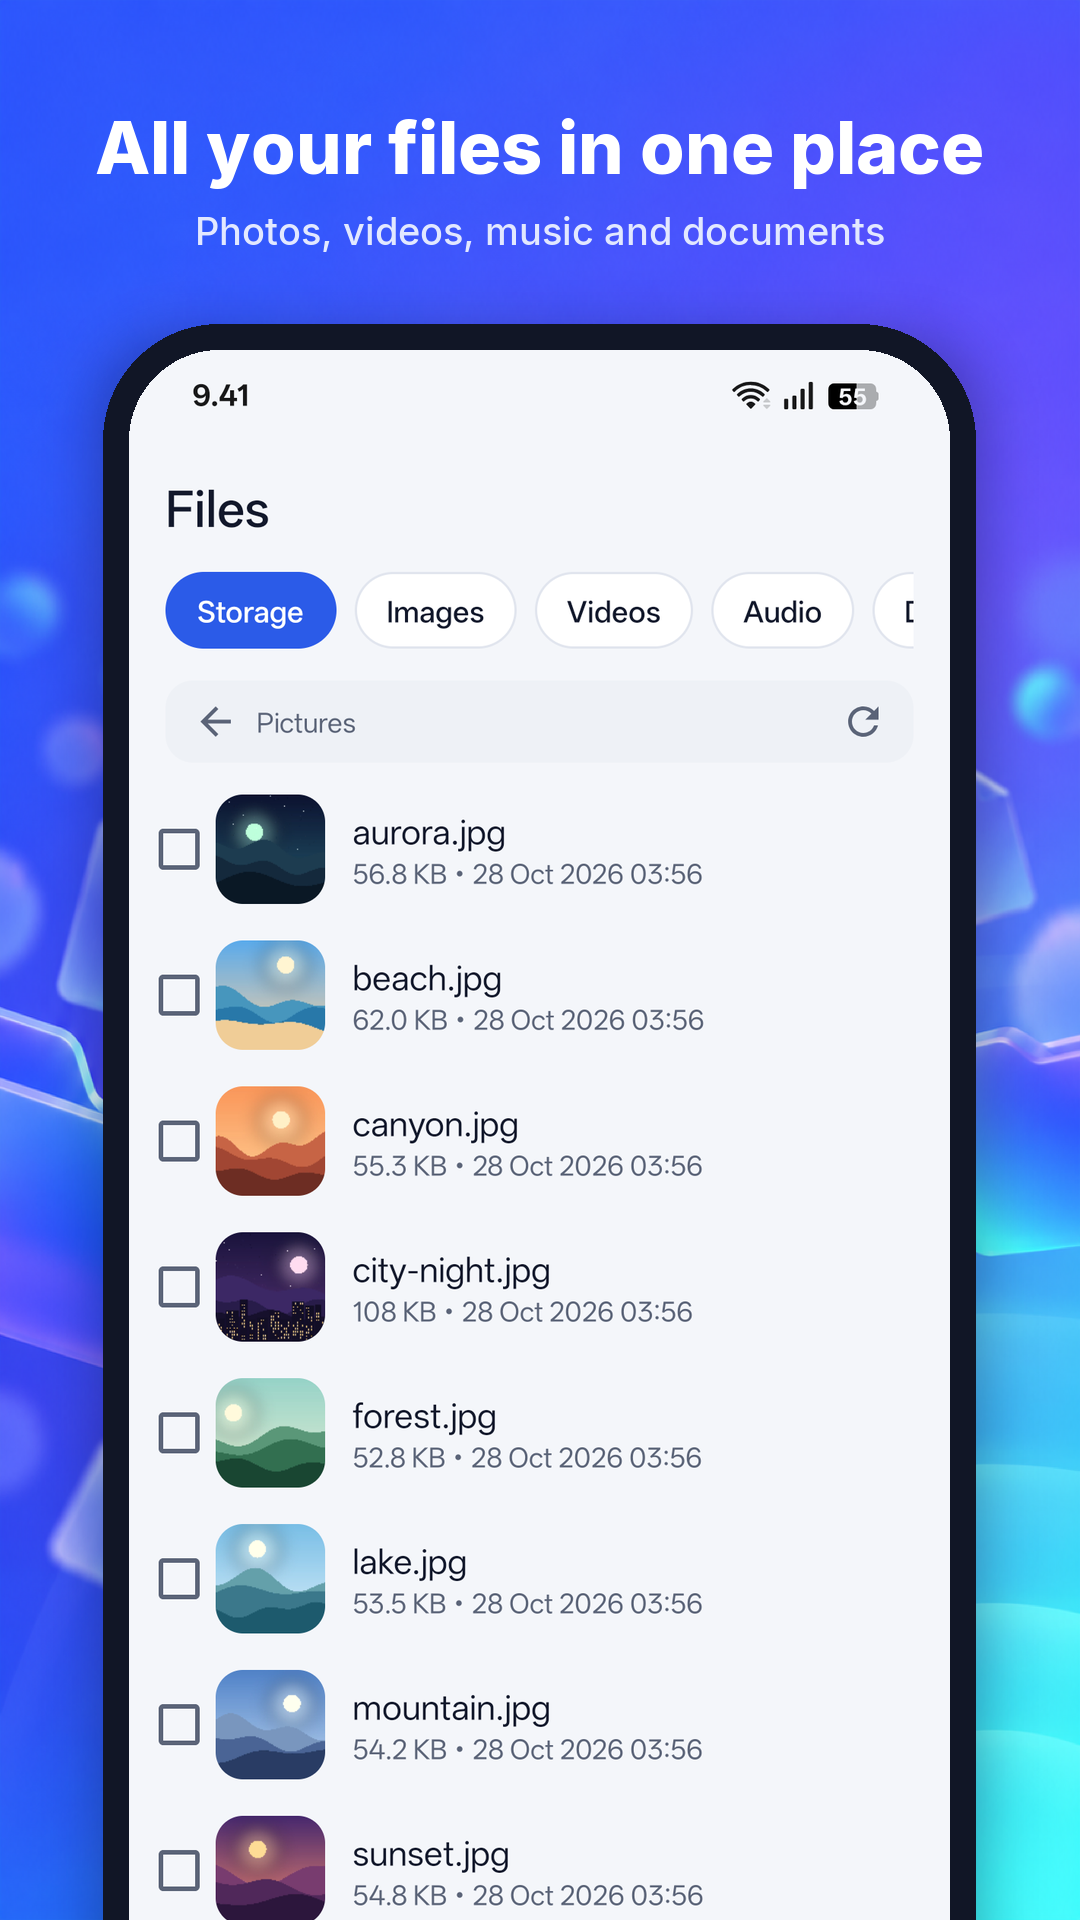 All your files in one place
Photos, videos, music and documents
9.41
55
Files
Storage Images Videos Audio
Pictures
aurora.jpg
56.8 KB • 28 Oct 2026 03:56
beach.jpg
62.0 KB • 28 Oct 2026 03:56
canyon.jpg
55.3 KB • 28 Oct 2026 03:56
city-night.jpg
108 KB • 28 Oct 2026 03:56
forest.jpg
52.8 KB • 28 Oct 2026 03:56
lake.jpg
53.5 KB • 28 Oct 2026 03:56
mountain.jpg
54.2 KB • 28 Oct 2026 03:56
sunset.jpg
54.8 KB • 28 Oct 2026 03:56